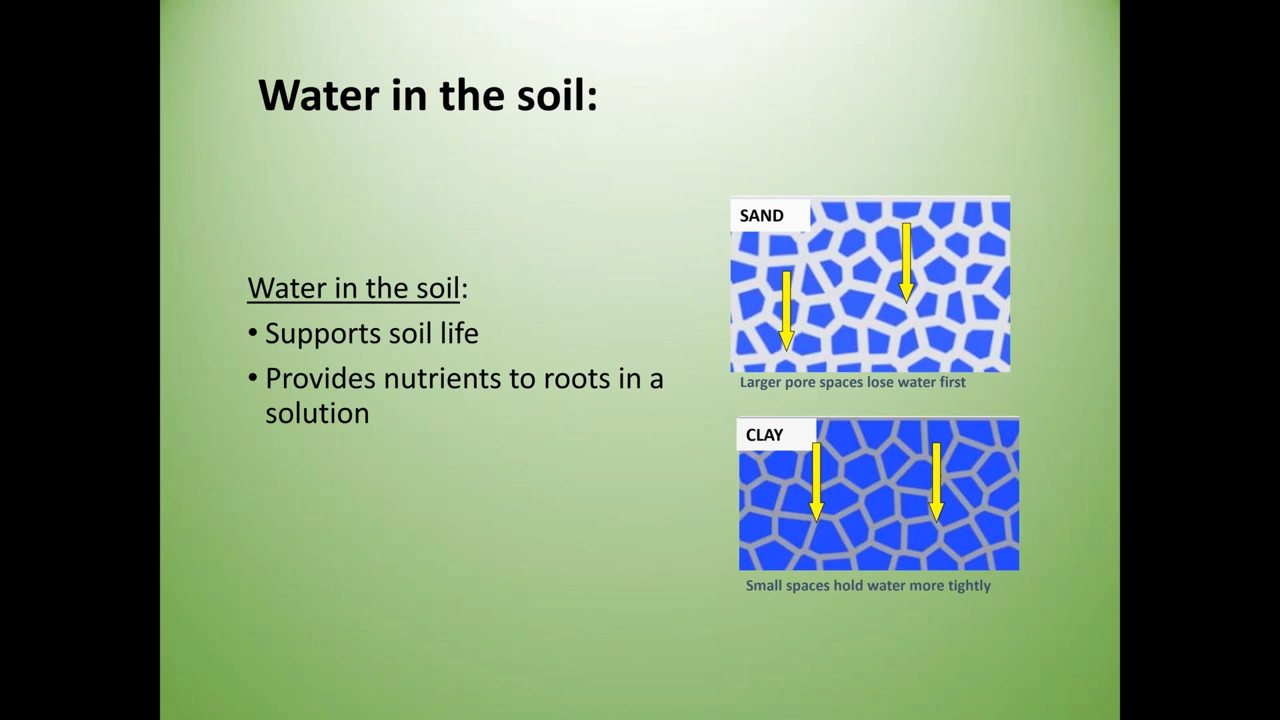 Water in the soil:
Water in the soil:
• Supports soil life
• Provides nutrients to roots in a
solution
SAND
Larger pore spaces lose water first
CLAY
Small spaces hold water more tightly